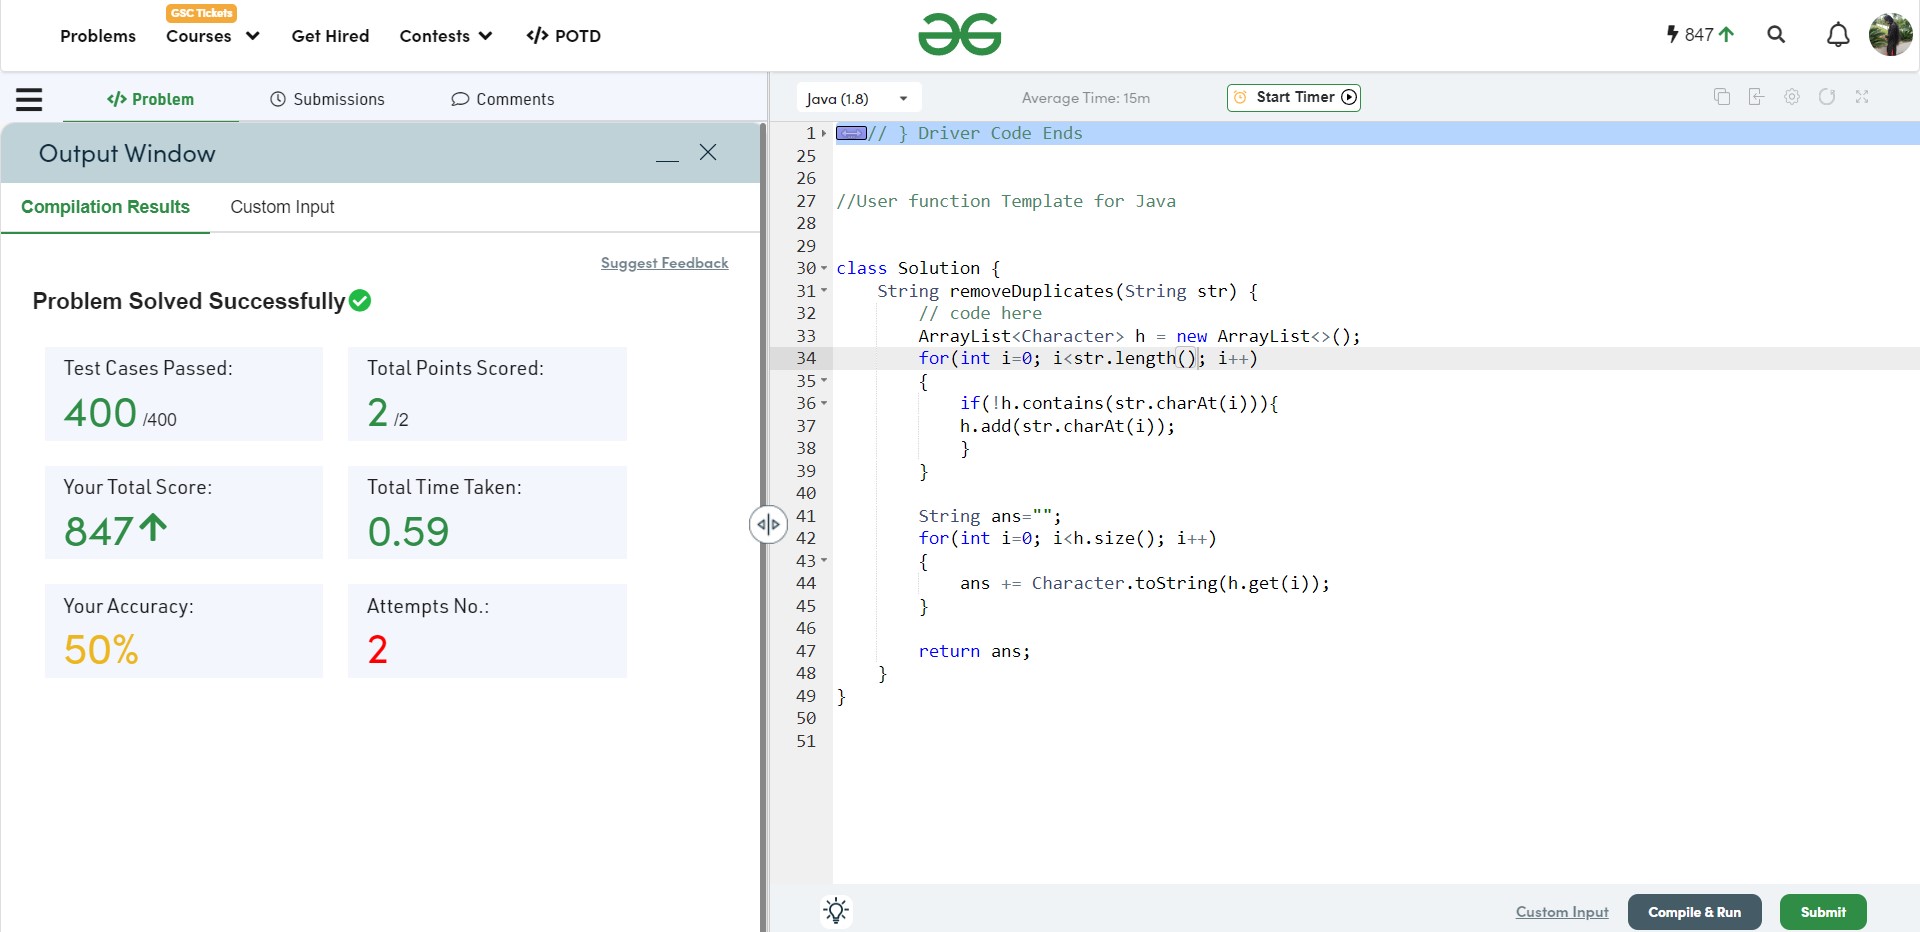 GSC Tickets
Problems Courses Get Hired Contests </> POTD
847
</> Problem Submissions Comments
Output Window
Compilation Results Custom Input
Suggest Feedback
Problem Solved Successfully
Test Cases Passed:
400 /400
Total Points Scored:
2 /2
Your Total Score:
847
Total Time Taken:
0.59
Your Accuracy:
50%
Attempts No.:
2
Java (1.8) Average Time: 15m Start Timer
1 // } Driver Code Ends
25
26
27 //User function Template for Java
28
29
30 class Solution {
31 String removeDuplicates(String str) {
32 // code here
33 ArrayList<Character> h = new ArrayList<>();
34 for(int i=0; i<str.length(); i++)
35 {
36 if(!h.contains(str.charAt(i))){
37 h.add(str.charAt(i));
38 }
39 }
40
41 String ans="";
42 for(int i=0; i<h.size(); i++)
43 {
44 ans += Character.toString(h.get(i));
45 }
46
47 return ans;
48 }
49 }
50
51
Custom Input Compile & Run Submit